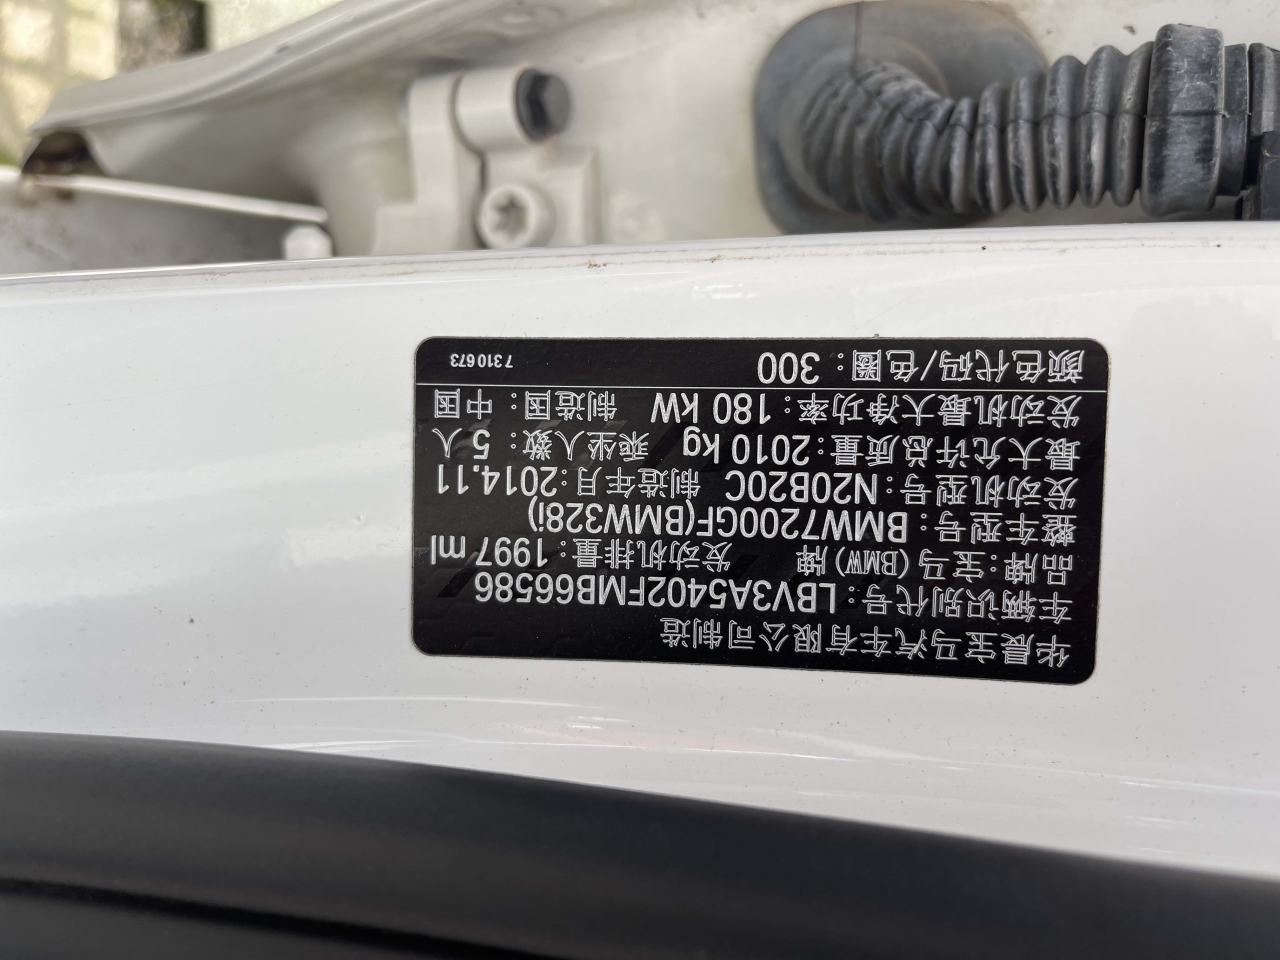 华晨宝马汽车有限公司制造
车辆识别代号：LBV3A5402FMB66586
品牌：宝马(BMW)牌 发动机排量：1997 ml
整车型号：BMW7200GF(BMW328i)
发动机型号：N20B20C 制造年月：2014.11
最大允许总质量：2010 kg 乘坐人数：5人
发动机最大净功率：180 kW 制造国：中国
颜色代码/色圈：300 7310673